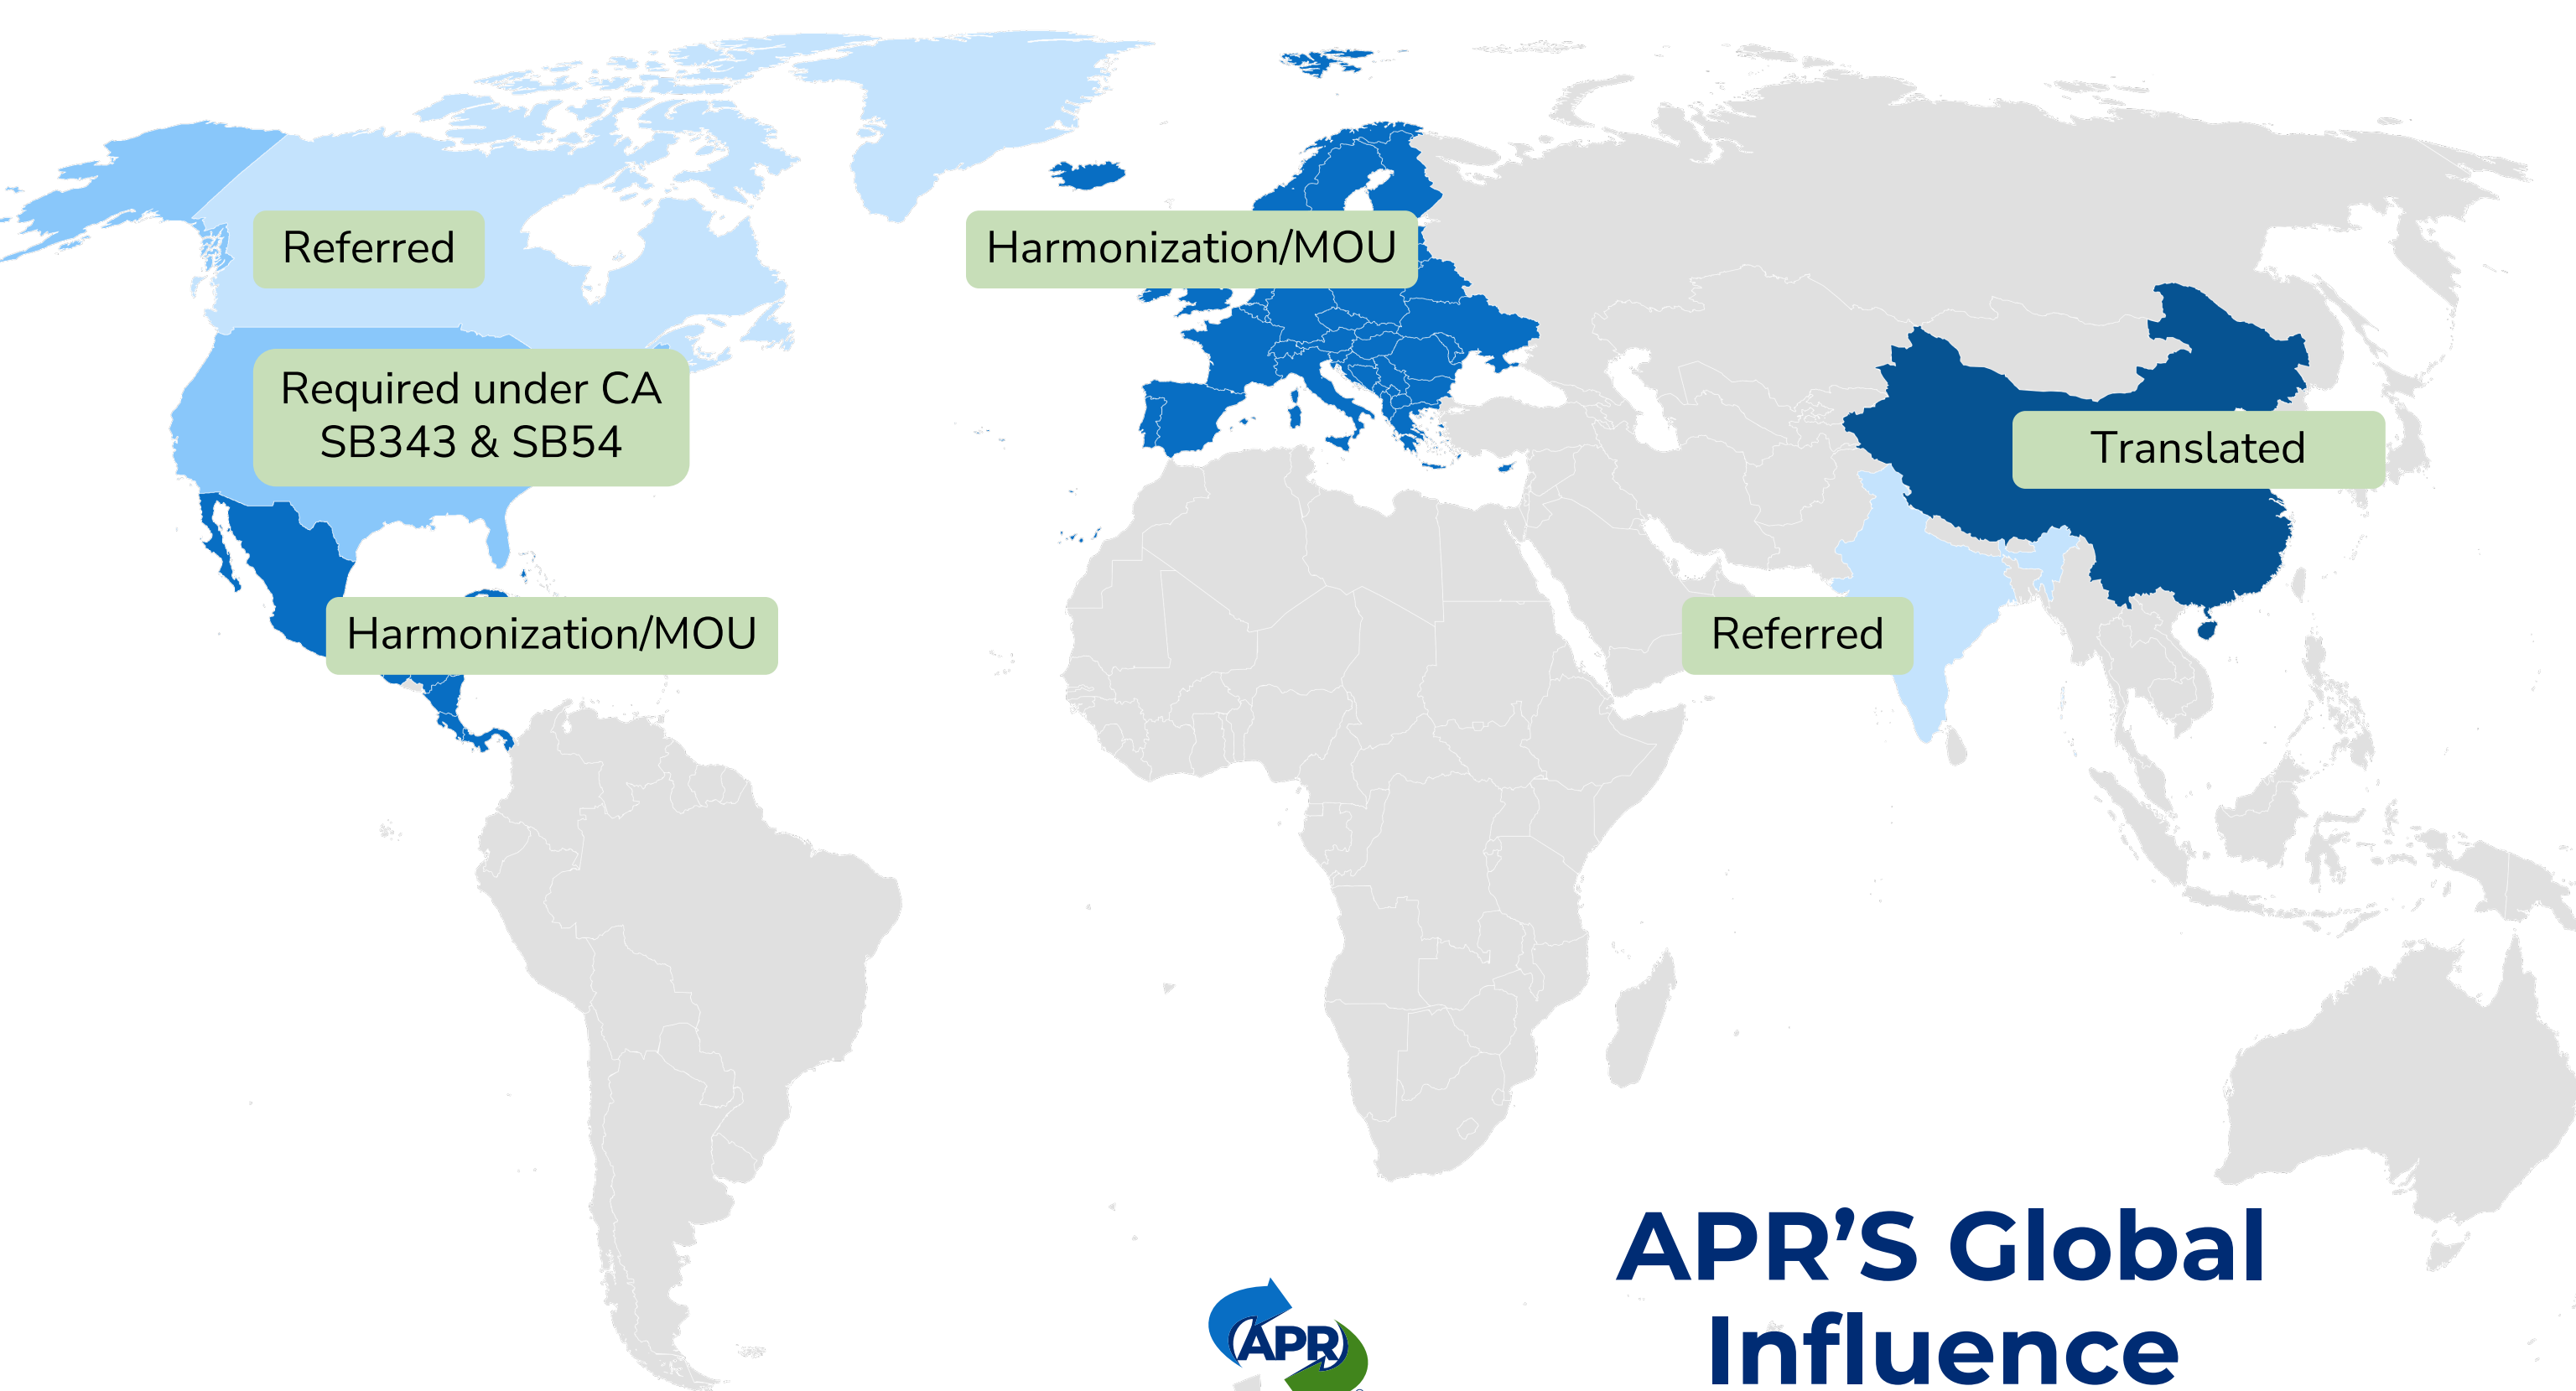 Referred
Harmonization/MOU
Required under CA
SB343 & SB54
Translated
Harmonization/MOU
Referred
APR'S Global
Influence
APR